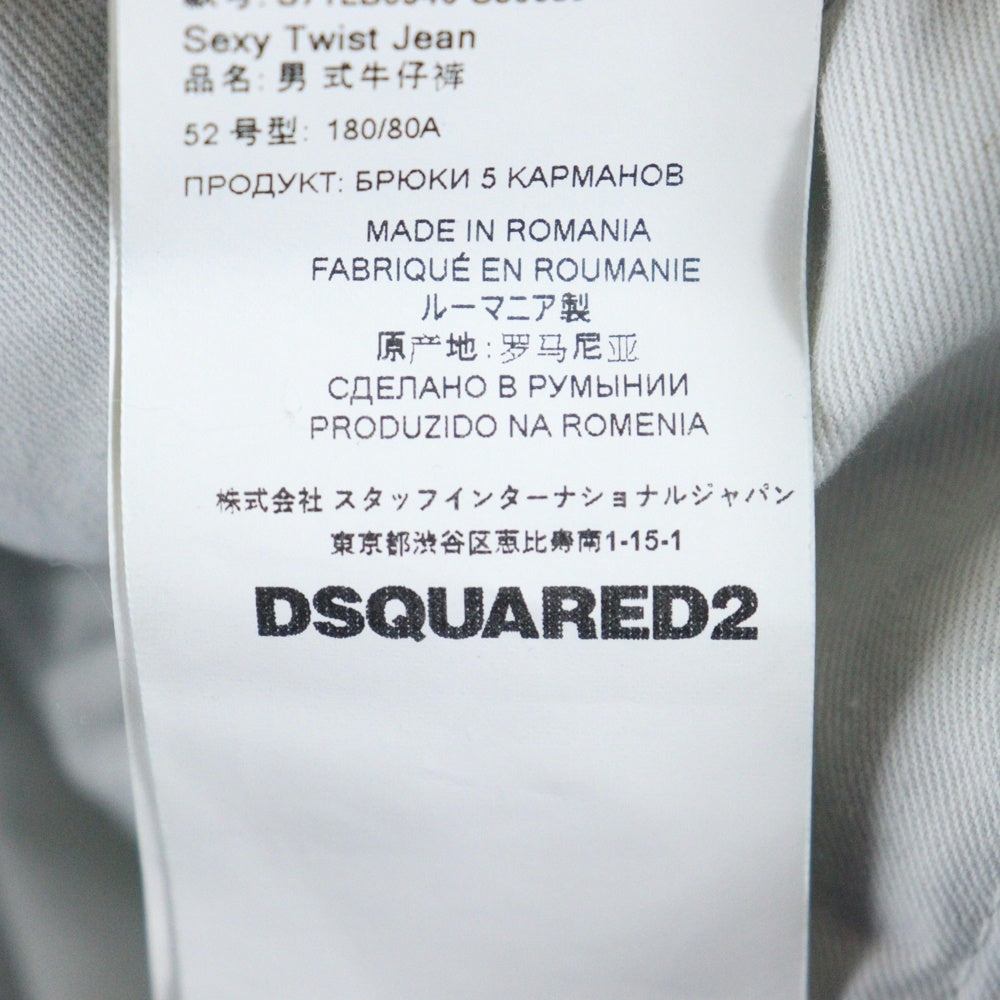 Sexy Twist Jean
品名: 男 式牛仔裤
52 号型: 180/80A
ПРОДУКТ: БРЮКИ 5 КАРМАНОВ
MADE IN ROMANIA
FABRIQUÉ EN ROUMANIE
ルーマニア製
原产地:罗马尼亚
СДЕЛАНО В РУМЫНИИ
PRODUZIDO NA ROMENIA
株式会社 スタッフインターナショナルジャパン
東京都渋谷区恵比寿南1-15-1
DSQUARED2